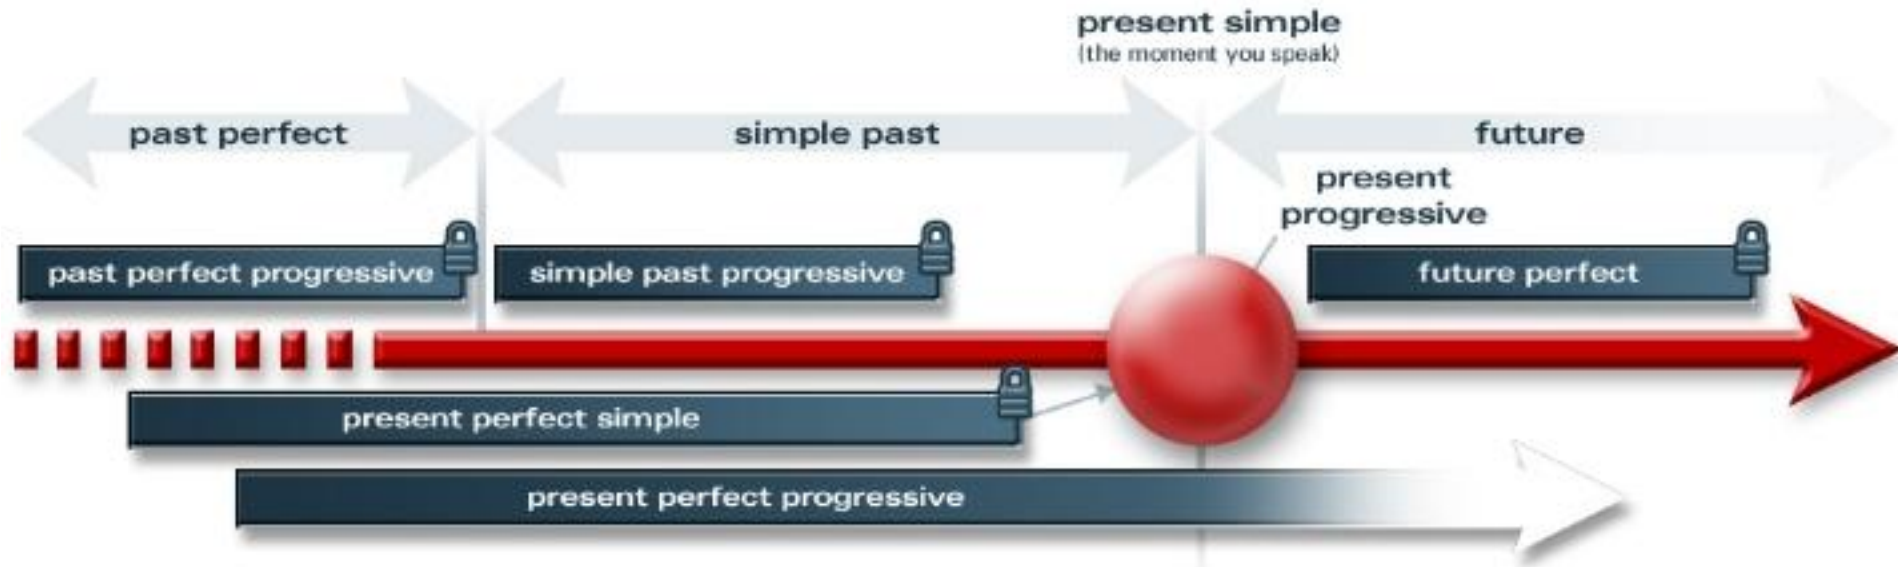 present simple
(the moment you speak)
past perfect
simple past
future
present
progressive
past perfect progressive
simple past progressive
future perfect
present perfect simple
present perfect progressive